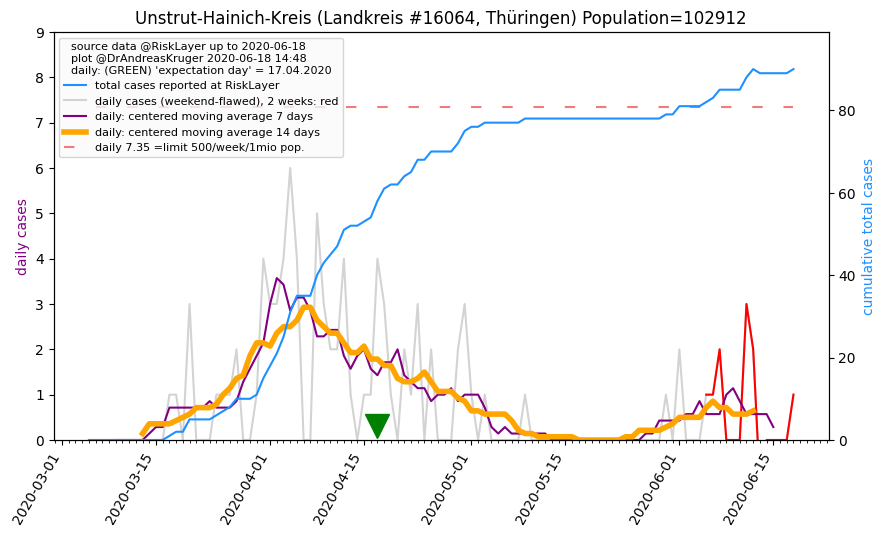 Unstrut-Hainich-Kreis (Landkreis #16064, Thüringen) Population=102912
source data @RiskLayer up to 2020-06-18
plot @DrAndreasKruger 2020-06-18 14:48
daily: (GREEN) 'expectation day' = 17.04.2020
total cases reported at RiskLayer
daily cases (weekend-flawed), 2 weeks: red
daily: centered moving average 7 days
daily: centered moving average 14 days
daily 7.35 =limit 500/week/1mio pop.
daily cases
9
8
7
6
5
4
3
2
1
0
cumulative total cases
80
60
40
20
0
2020-03-01
2020-03-15
2020-04-01
2020-04-15
2020-05-01
2020-05-15
2020-06-01
2020-06-15